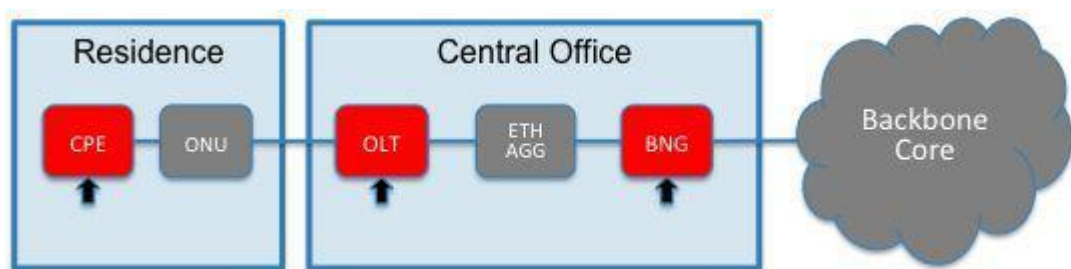 Residence
Central Office
CPE
ONU
OLT
ETH
AGG
BNG
Backbone
Core